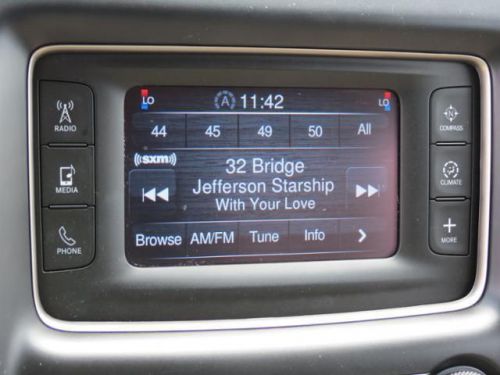 LO A 11:42 LO
44 45 49 50 All
sxm
32 Bridge
Jefferson Starship
With Your Love
Browse AM/FM Tune Info >
RADIO
MEDIA
PHONE
N
COMPASS
CLIMATE
+
MORE